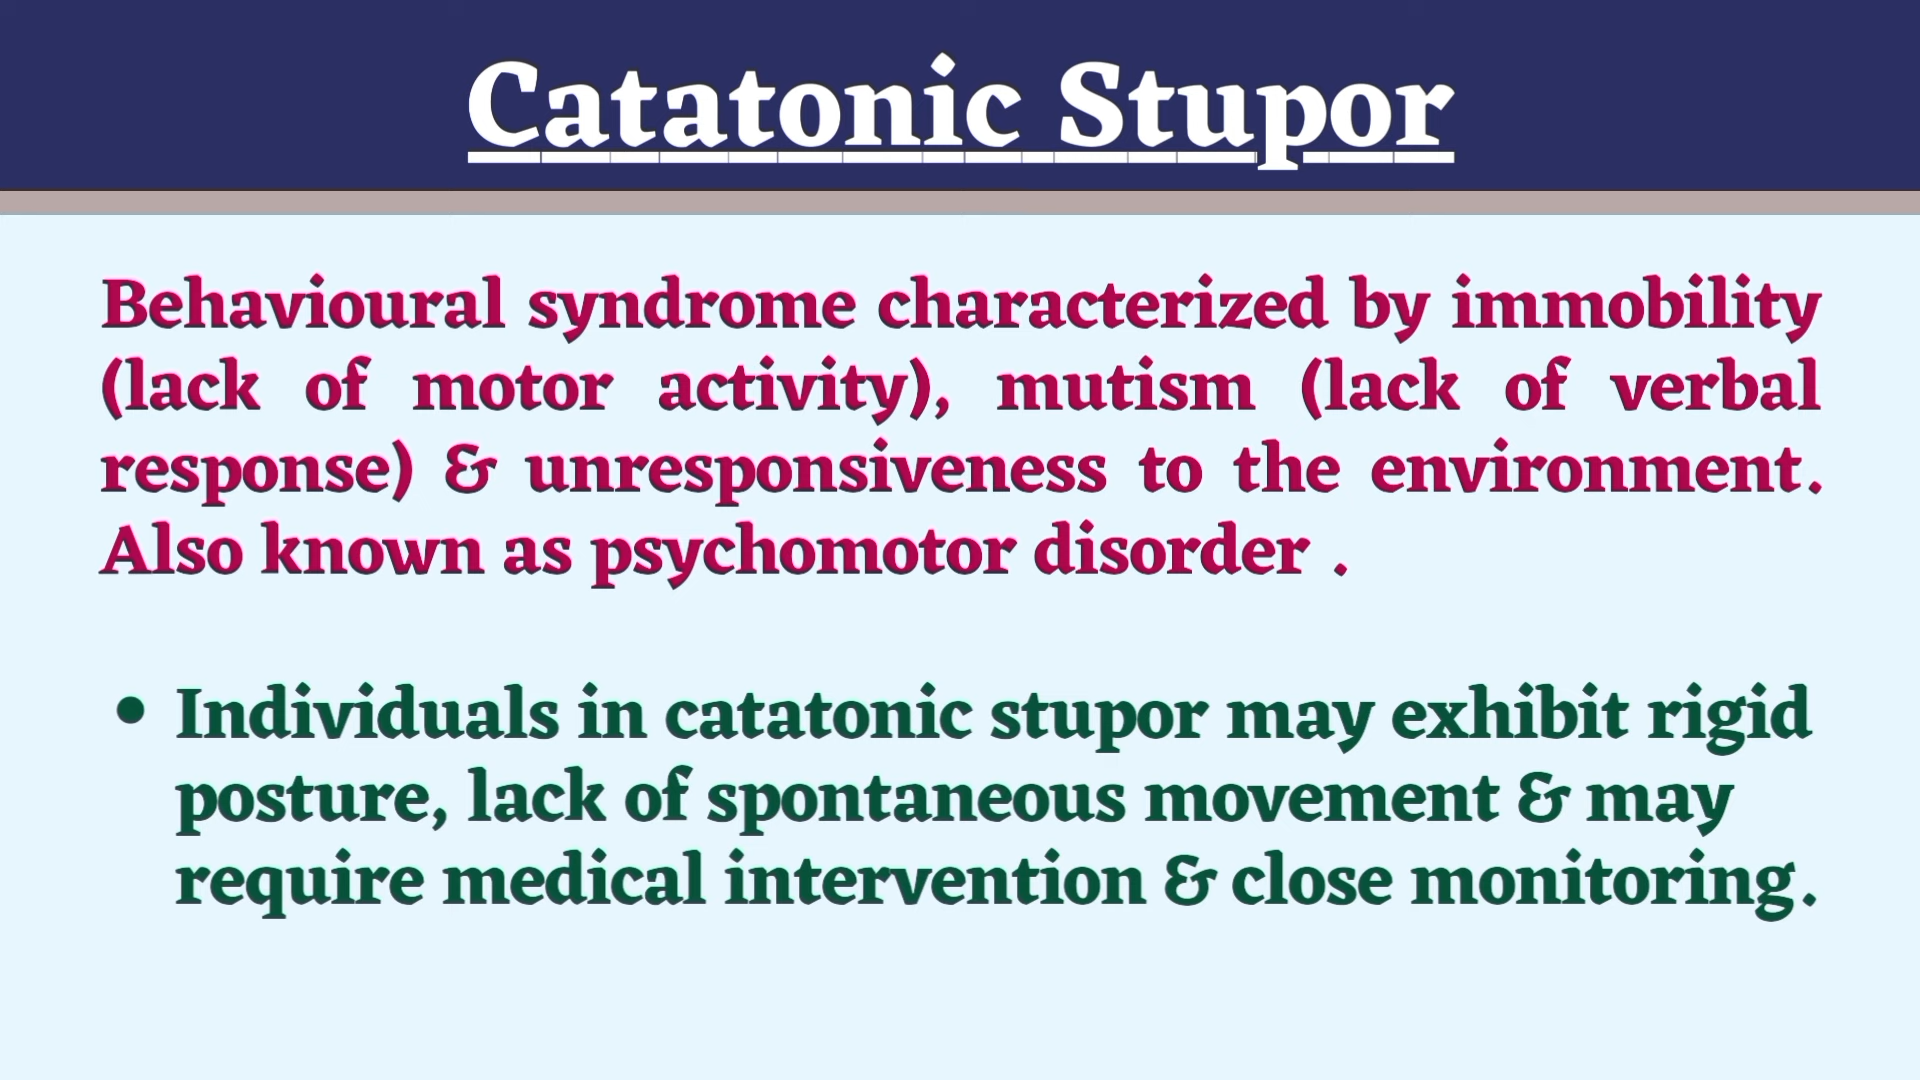 Catatonic Stupor
Behavioural syndrome characterized by immobility
(lack of motor activity), mutism (lack of verbal
response) & unresponsiveness to the environment.
Also known as psychomotor disorder .
• Individuals in catatonic stupor may exhibit rigid
posture, lack of spontaneous movement & may
require medical intervention & close monitoring.